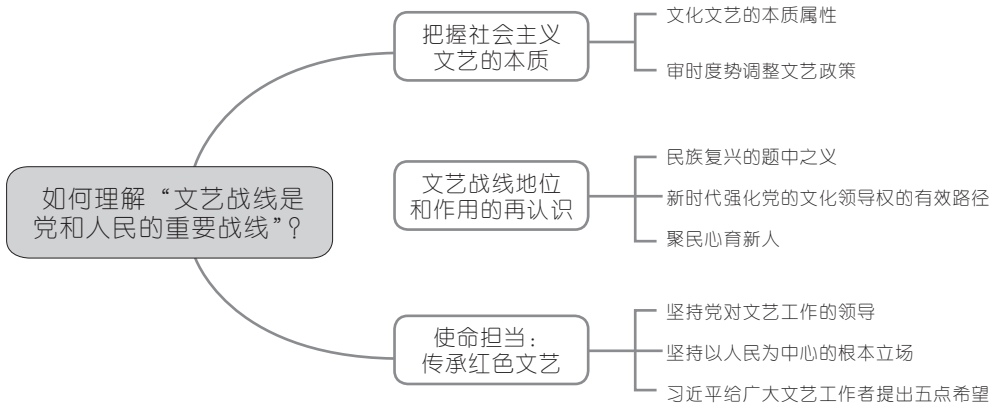 如何理解“文艺战线是
党和人民的重要战线”？
把握社会主义
文艺的本质
文化文艺的本质属性
审时度势调整文艺政策
文艺战线地位
和作用的再认识
民族复兴的题中之义
新时代强化党的文化领导权的有效路径
聚民心育新人
使命担当：
传承红色文艺
坚持党对文艺工作的领导
坚持以人民为中心的根本立场
习近平给广大文艺工作者提出五点希望